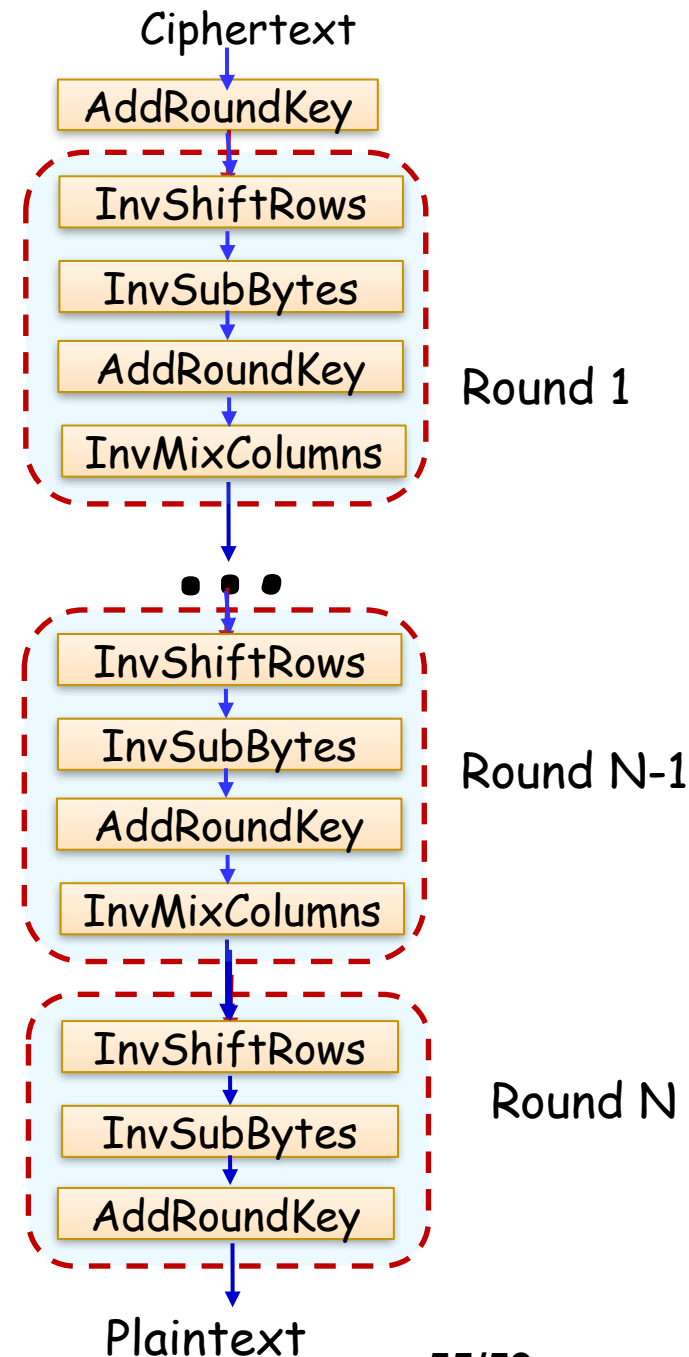 Ciphertext
AddRoundKey
InvShiftRows
InvSubBytes
AddRoundKey
Round 1
InvMixColumns
...
InvShiftRows
InvSubBytes
Round N-1
AddRoundKey
InvMixColumns
InvShiftRows
InvSubBytes
Round N
AddRoundKey
Plaintext